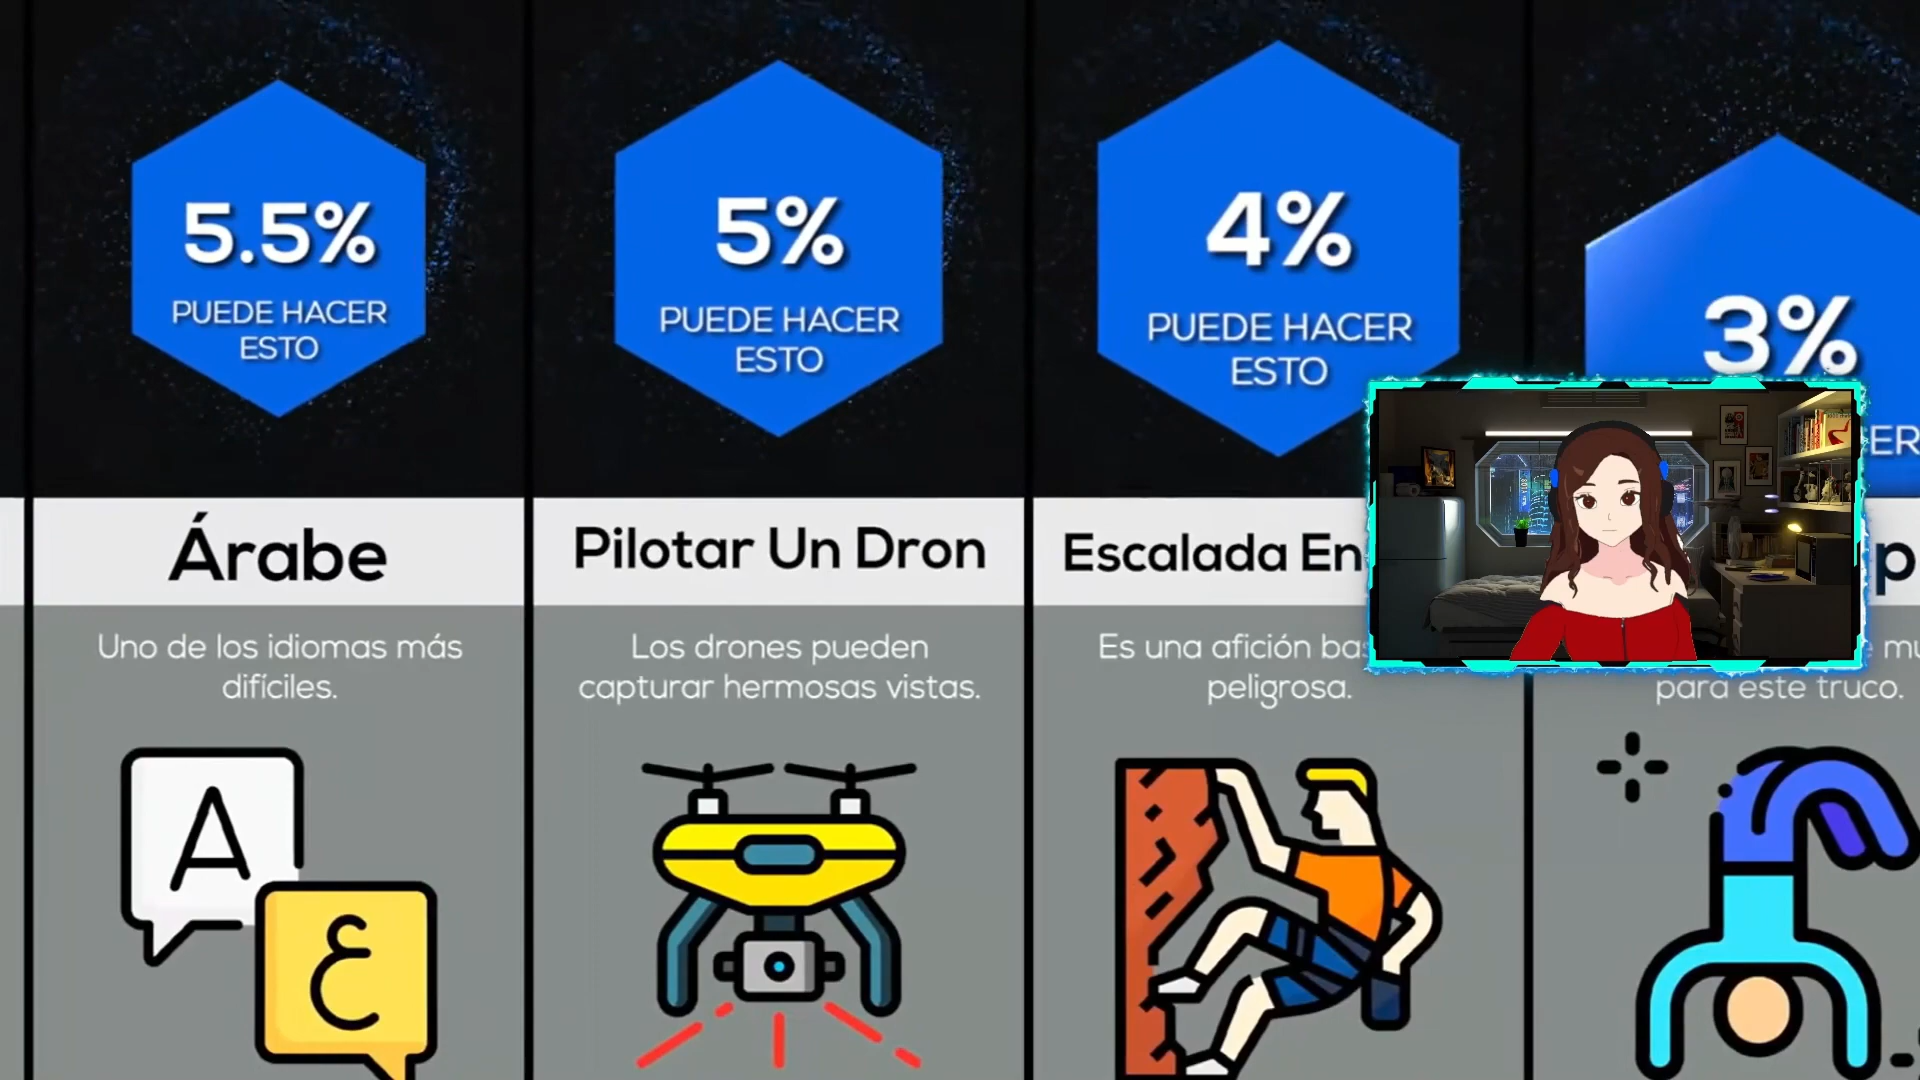 5.5%
PUEDE HACER
ESTO
Árabe
Uno de los idiomas más
difíciles.
A
ع
5%
PUEDE HACER
ESTO
Pilotar Un Dron
Los drones pueden
capturar hermosas vistas.
4%
PUEDE HACER
ESTO
Escalada En
Es una afición
peligrosa.
3%
para este truco.